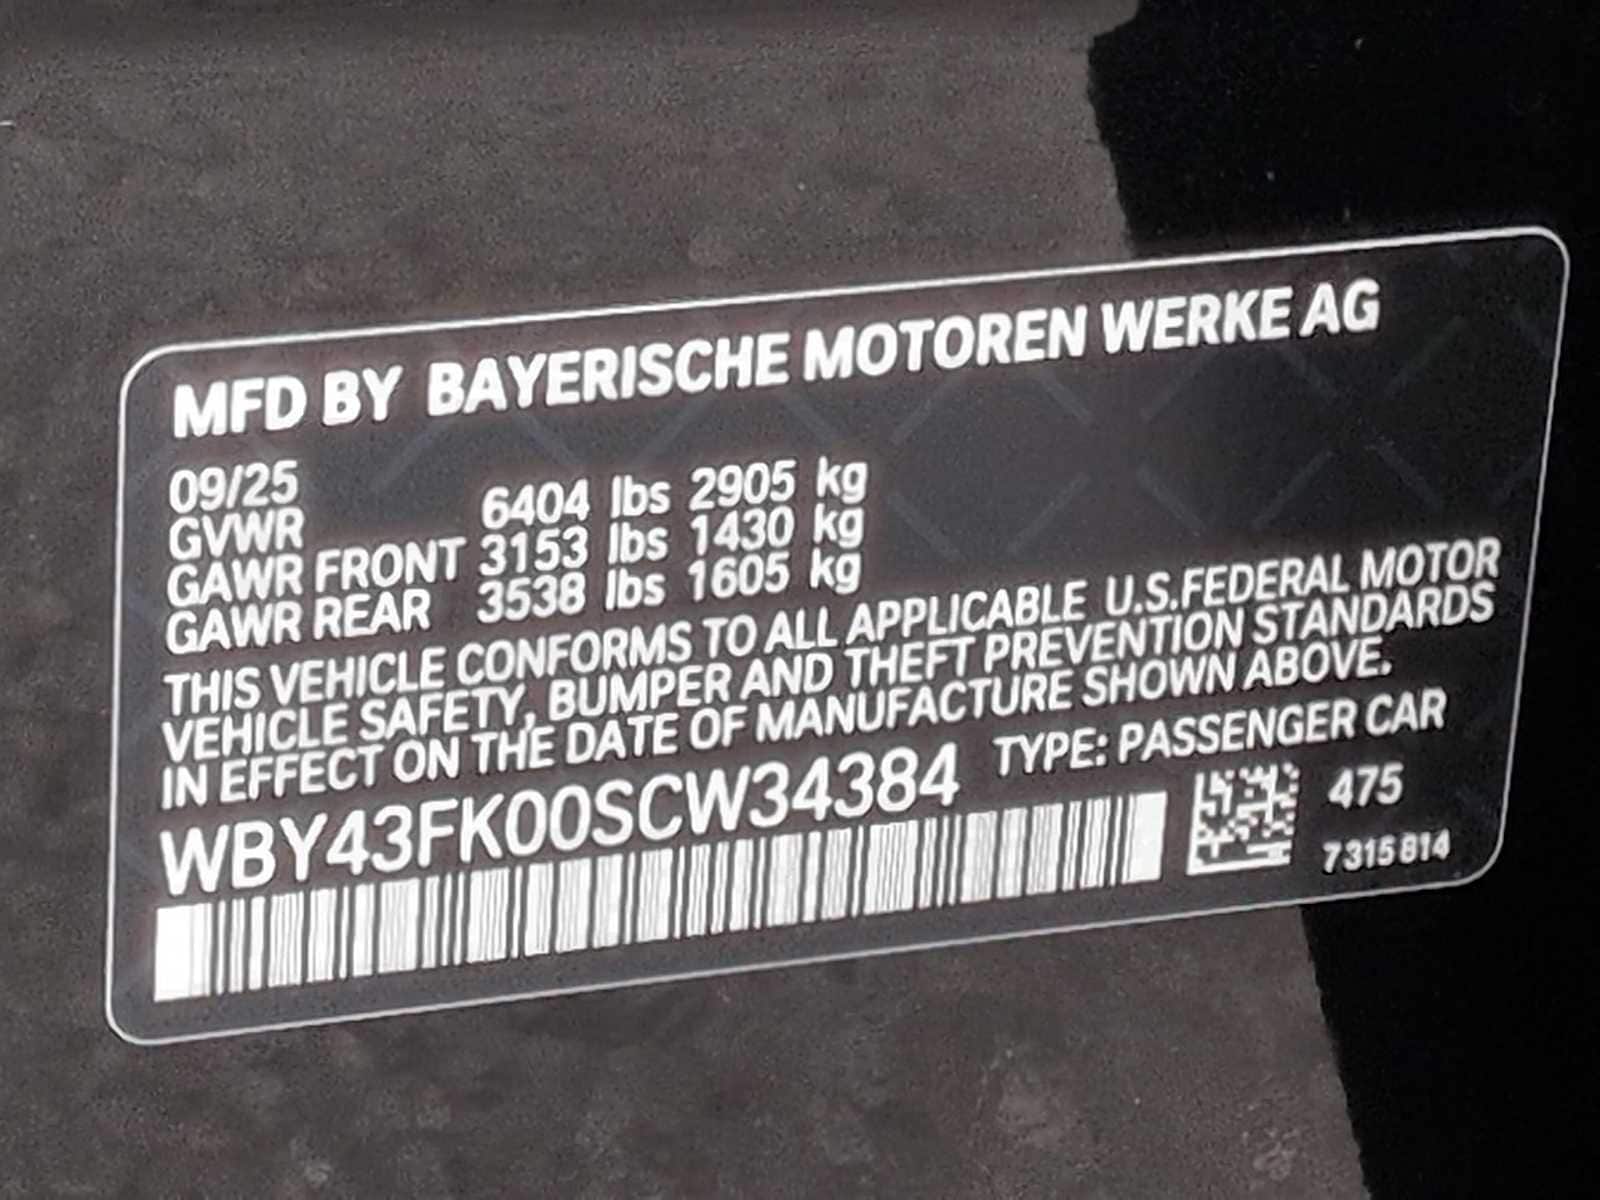 MFD BY BAYERISCHE MOTOREN WERKE AG
09/25
GVWR 6404 lbs 2905 kg
GAWR FRONT 3153 lbs 1430 kg
GAWR REAR 3538 lbs 1605 kg
THIS VEHICLE CONFORMS TO ALL APPLICABLE U.S.FEDERAL MOTOR
VEHICLE SAFETY, BUMPER AND THEFT PREVENTION STANDARDS
IN EFFECT ON THE DATE OF MANUFACTURE SHOWN ABOVE.
WBY43FK00SCW34384 TYPE: PASSENGER CAR
475
7315814